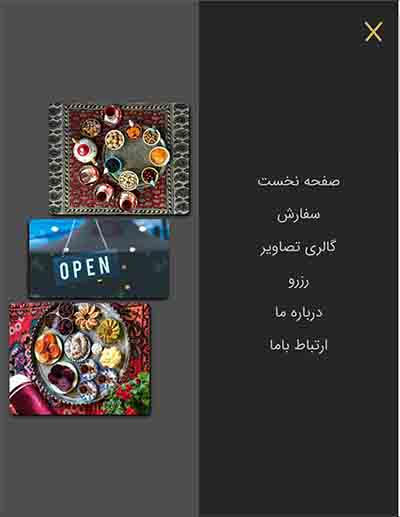 صفحه نخست
سفارش
گالری تصاویر
رزرو
درباره ما
ارتباط باما
OPEN